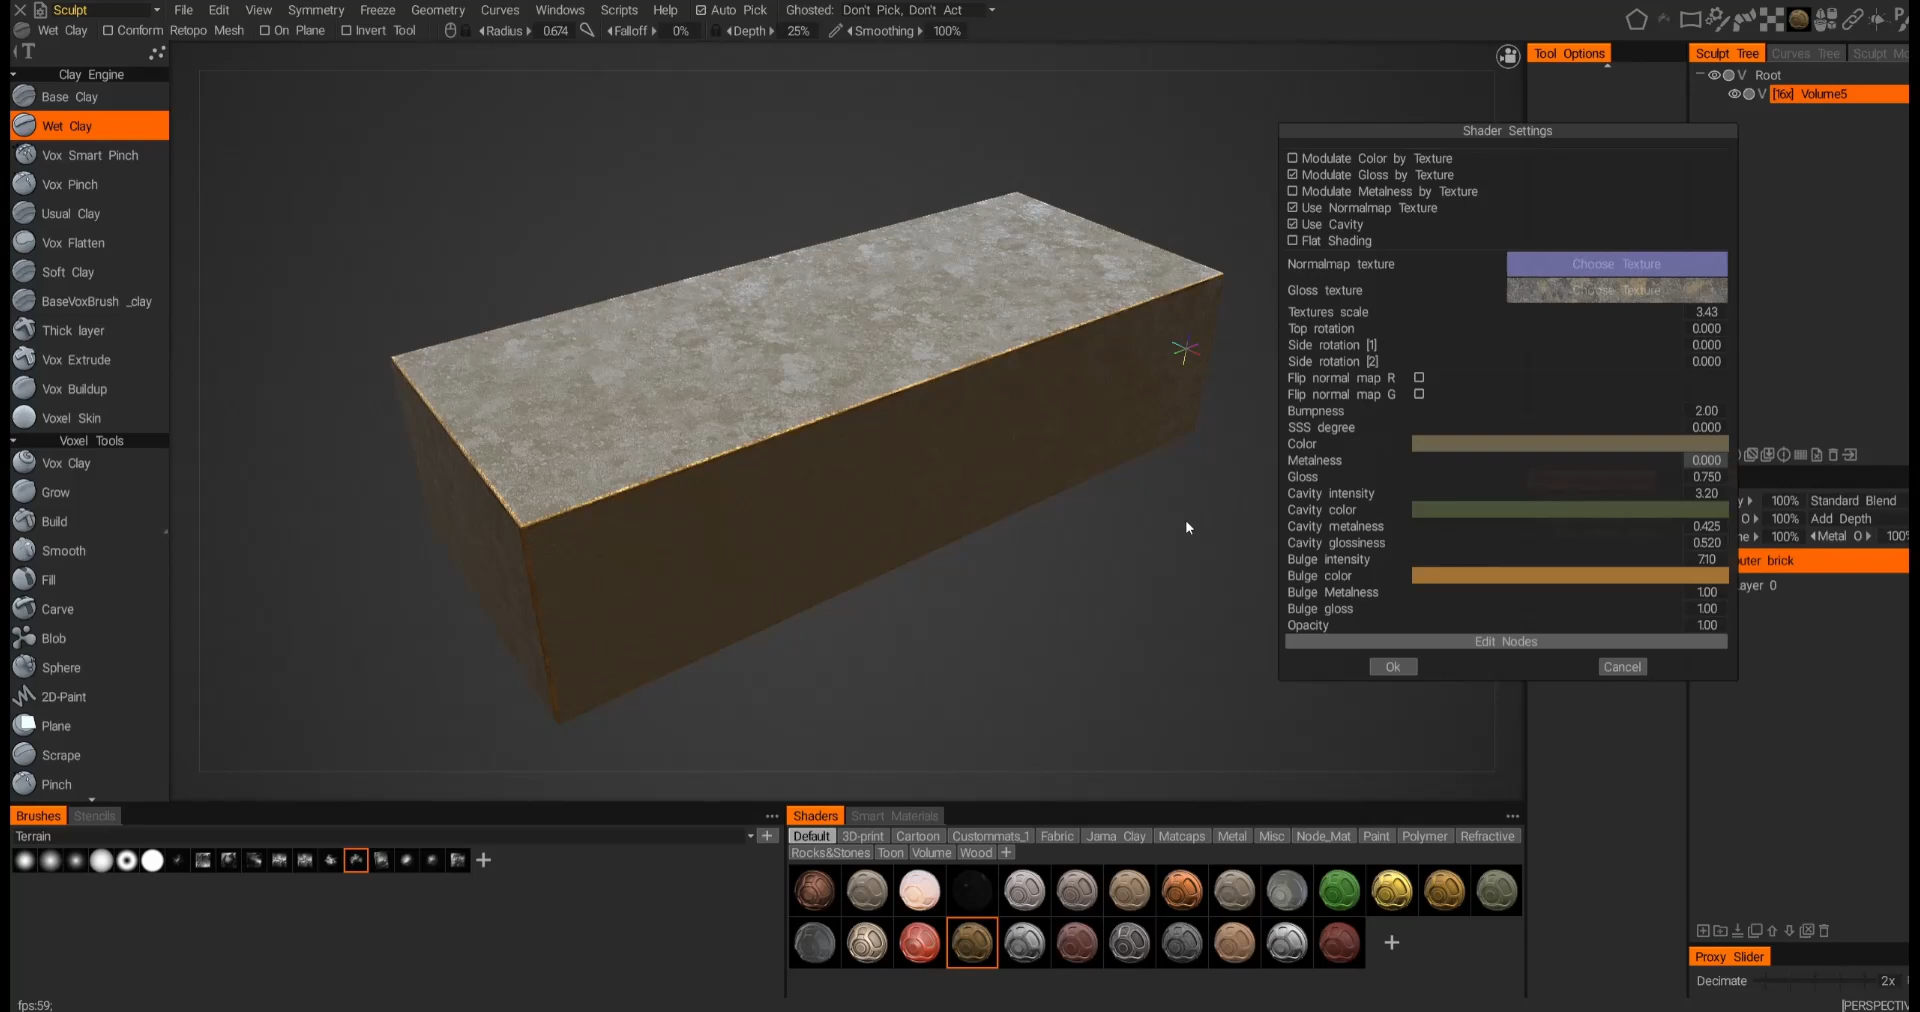 Sculpt File Edit View Symmetry Freeze Geometry Curves Windows Scripts Help Auto Pick Ghosted: Don't Pick, Don't Act
Wet Clay Conform Retopo Mesh On Plane Invert Tool Radius 0.674 Falloff 0% Depth 25% Smoothing 100%
T
Clay Engine
Base Clay
Wet Clay
Vox Smart Pinch
Vox Pinch
Usual Clay
Vox Flatten
Soft Clay
BaseVoxBrush _clay
Thick layer
Vox Extrude
Vox Buildup
Voxel Skin
Voxel Tools
Vox Clay
Grow
Build
Smooth
Fill
Carve
Blob
Sphere
2D-Paint
Plane
Scrape
Pinch
Tool Options
Sculpt Tree Curves Tree Sculpt Mo
V Root
V [16x] Volume5
Shader Settings
Modulate Color by Texture
Modulate Gloss by Texture
Modulate Metalness by Texture
Use Normalmap Texture
Use Cavity
Flat Shading
Normalmap texture Choose Texture
Gloss texture Choose Texture
Textures scale 3.43
Top rotation 0.000
Side rotation [1] 0.000
Side rotation [2] 0.000
Flip normal map R
Flip normal map G
Bumpness 2.00
SSS degree 0.000
Color
Metalness 0.000
Gloss 0.750
Cavity intensity 3.20
Cavity color
Cavity metalness 0.425
Cavity glossiness 0.520
Bulge intensity 7.10
Bulge color
Bulge Metalness 1.00
Bulge gloss 1.00
Opacity 1.00
Edit Nodes
Ok Cancel
y 100% Standard Blend
O 100% Add Depth
ne 100% Metal O 100%
uter brick
ayer 0
Brushes Stencils
Terrain
Shaders Smart Materials
Default 3D-print Cartoon Custommats_1 Fabric Jama Clay Matcaps Metal Misc Node_Mat Paint Polymer Refractive
Rocks&Stones Toon Volume Wood +
Proxy Slider
Decimate 2x
fps:59;
[PERSPECTIV